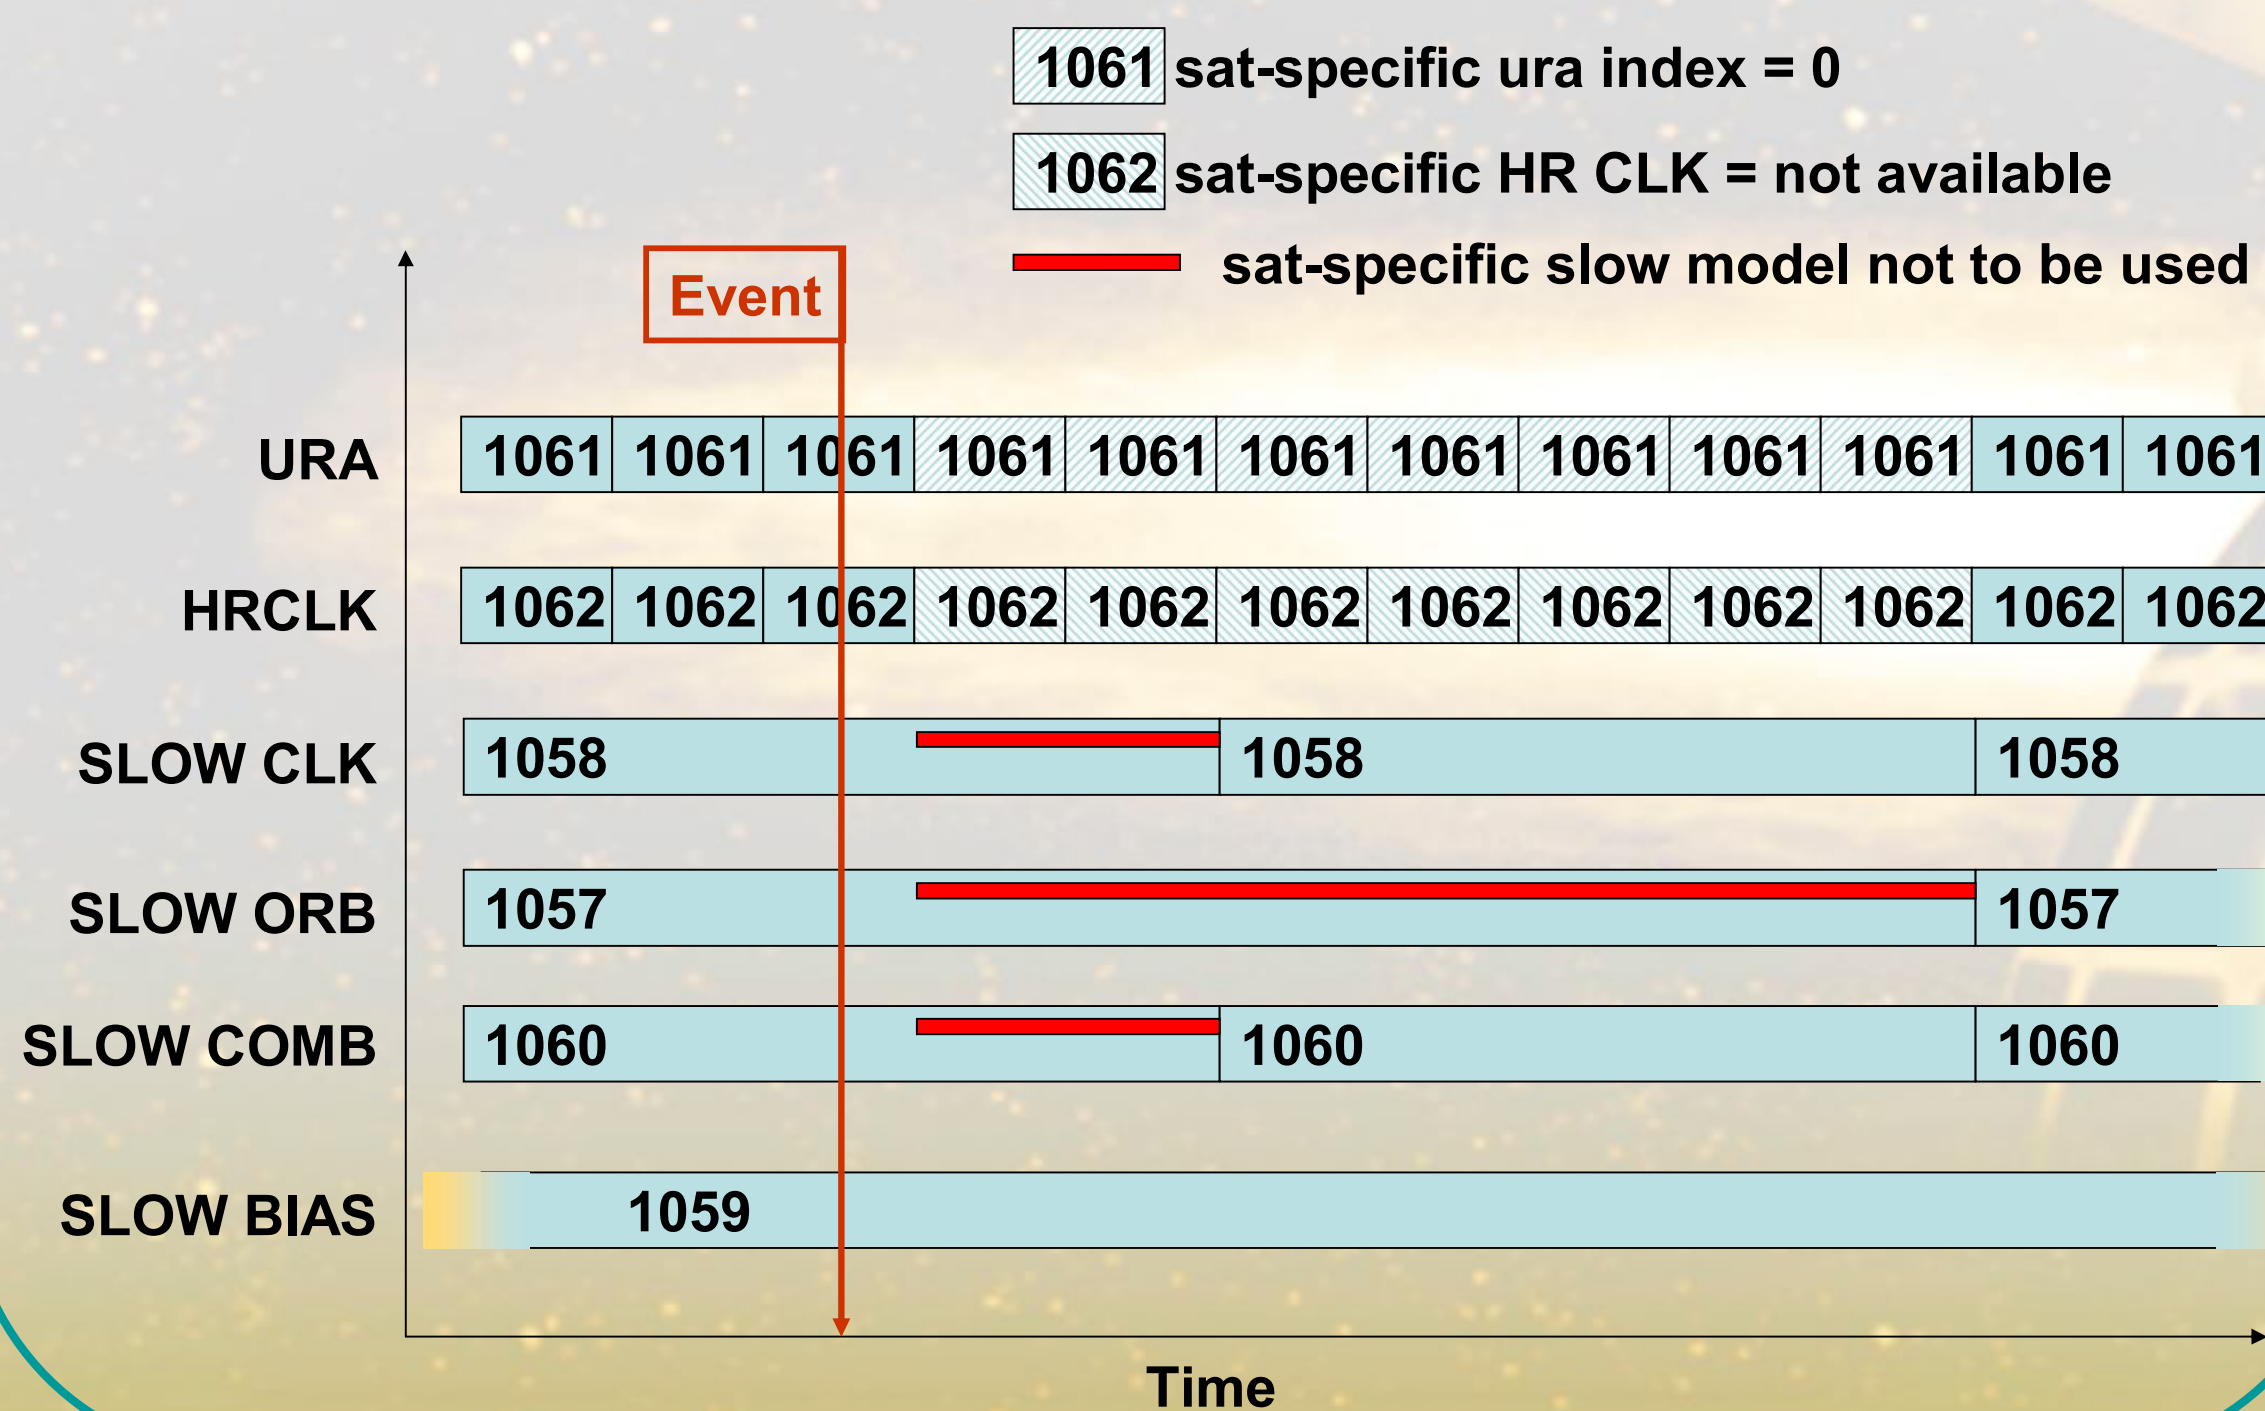 1061 sat-specific ura index = 0
1062 sat-specific HR CLK = not available
sat-specific slow model not to be used
Event
URA 1061 1061 1061 1061 1061 1061 1061 1061 1061 1061 1061 1061
HRCLK 1062 1062 1062 1062 1062 1062 1062 1062 1062 1062 1062 1062
SLOW CLK 1058 1058 1058
SLOW ORB 1057 1057
SLOW COMB 1060 1060 1060
SLOW BIAS 1059
Time